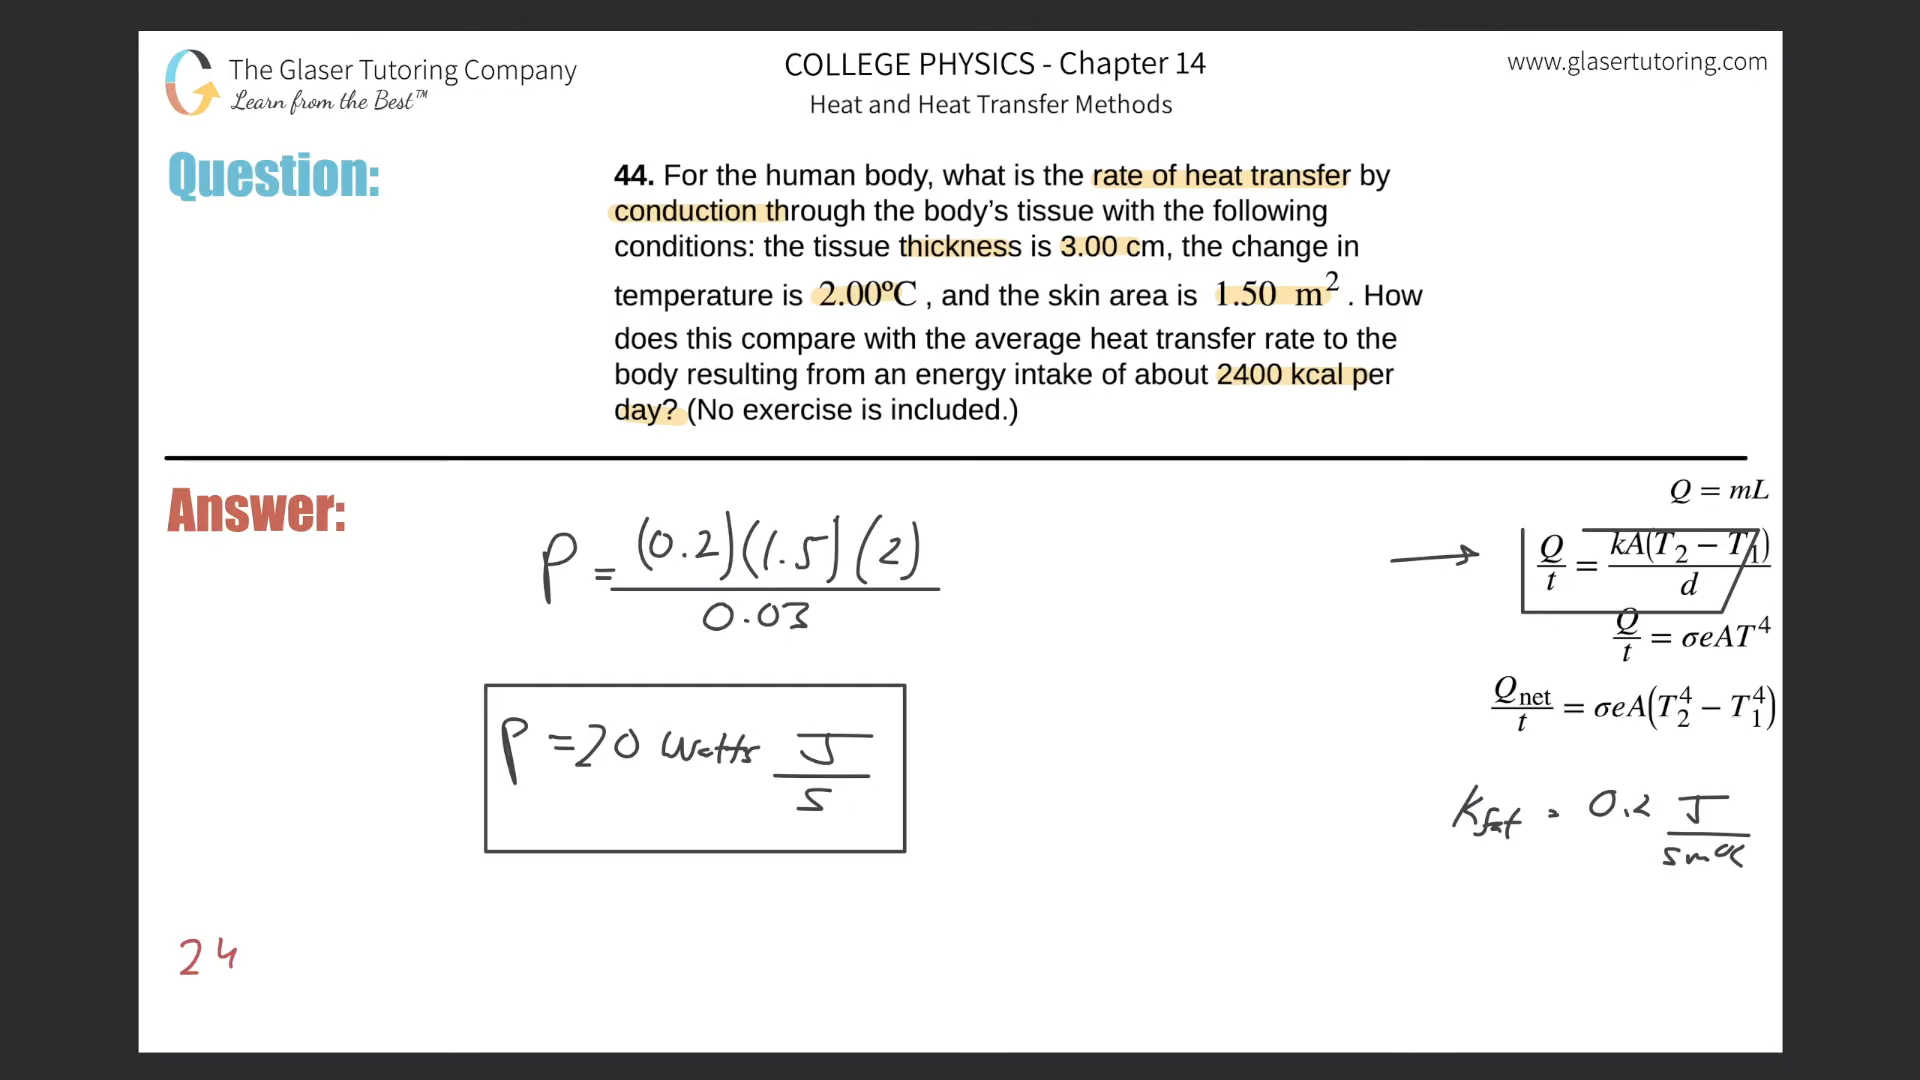 The Glaser Tutoring Company
Learn from the Best™
COLLEGE PHYSICS - Chapter 14
Heat and Heat Transfer Methods
www.glasertutoring.com
Question:
44. For the human body, what is the rate of heat transfer by
conduction through the body's tissue with the following
conditions: the tissue thickness is 3.00 cm, the change in
temperature is 2.00ºC , and the skin area is 1.50 m² . How
does this compare with the average heat transfer rate to the
body resulting from an energy intake of about 2400 kcal per
day? (No exercise is included.)
Answer:
P = (0.2)(1.5)(2) / 0.03
P = 20 watts J/s
24
Q = mL
Q/t = kA(T₂ − T₁)/d
Q/t = σeAT⁴
Qnet/t = σeA(T₂⁴ − T₁⁴)
Kfat = 0.2 J / s m °C